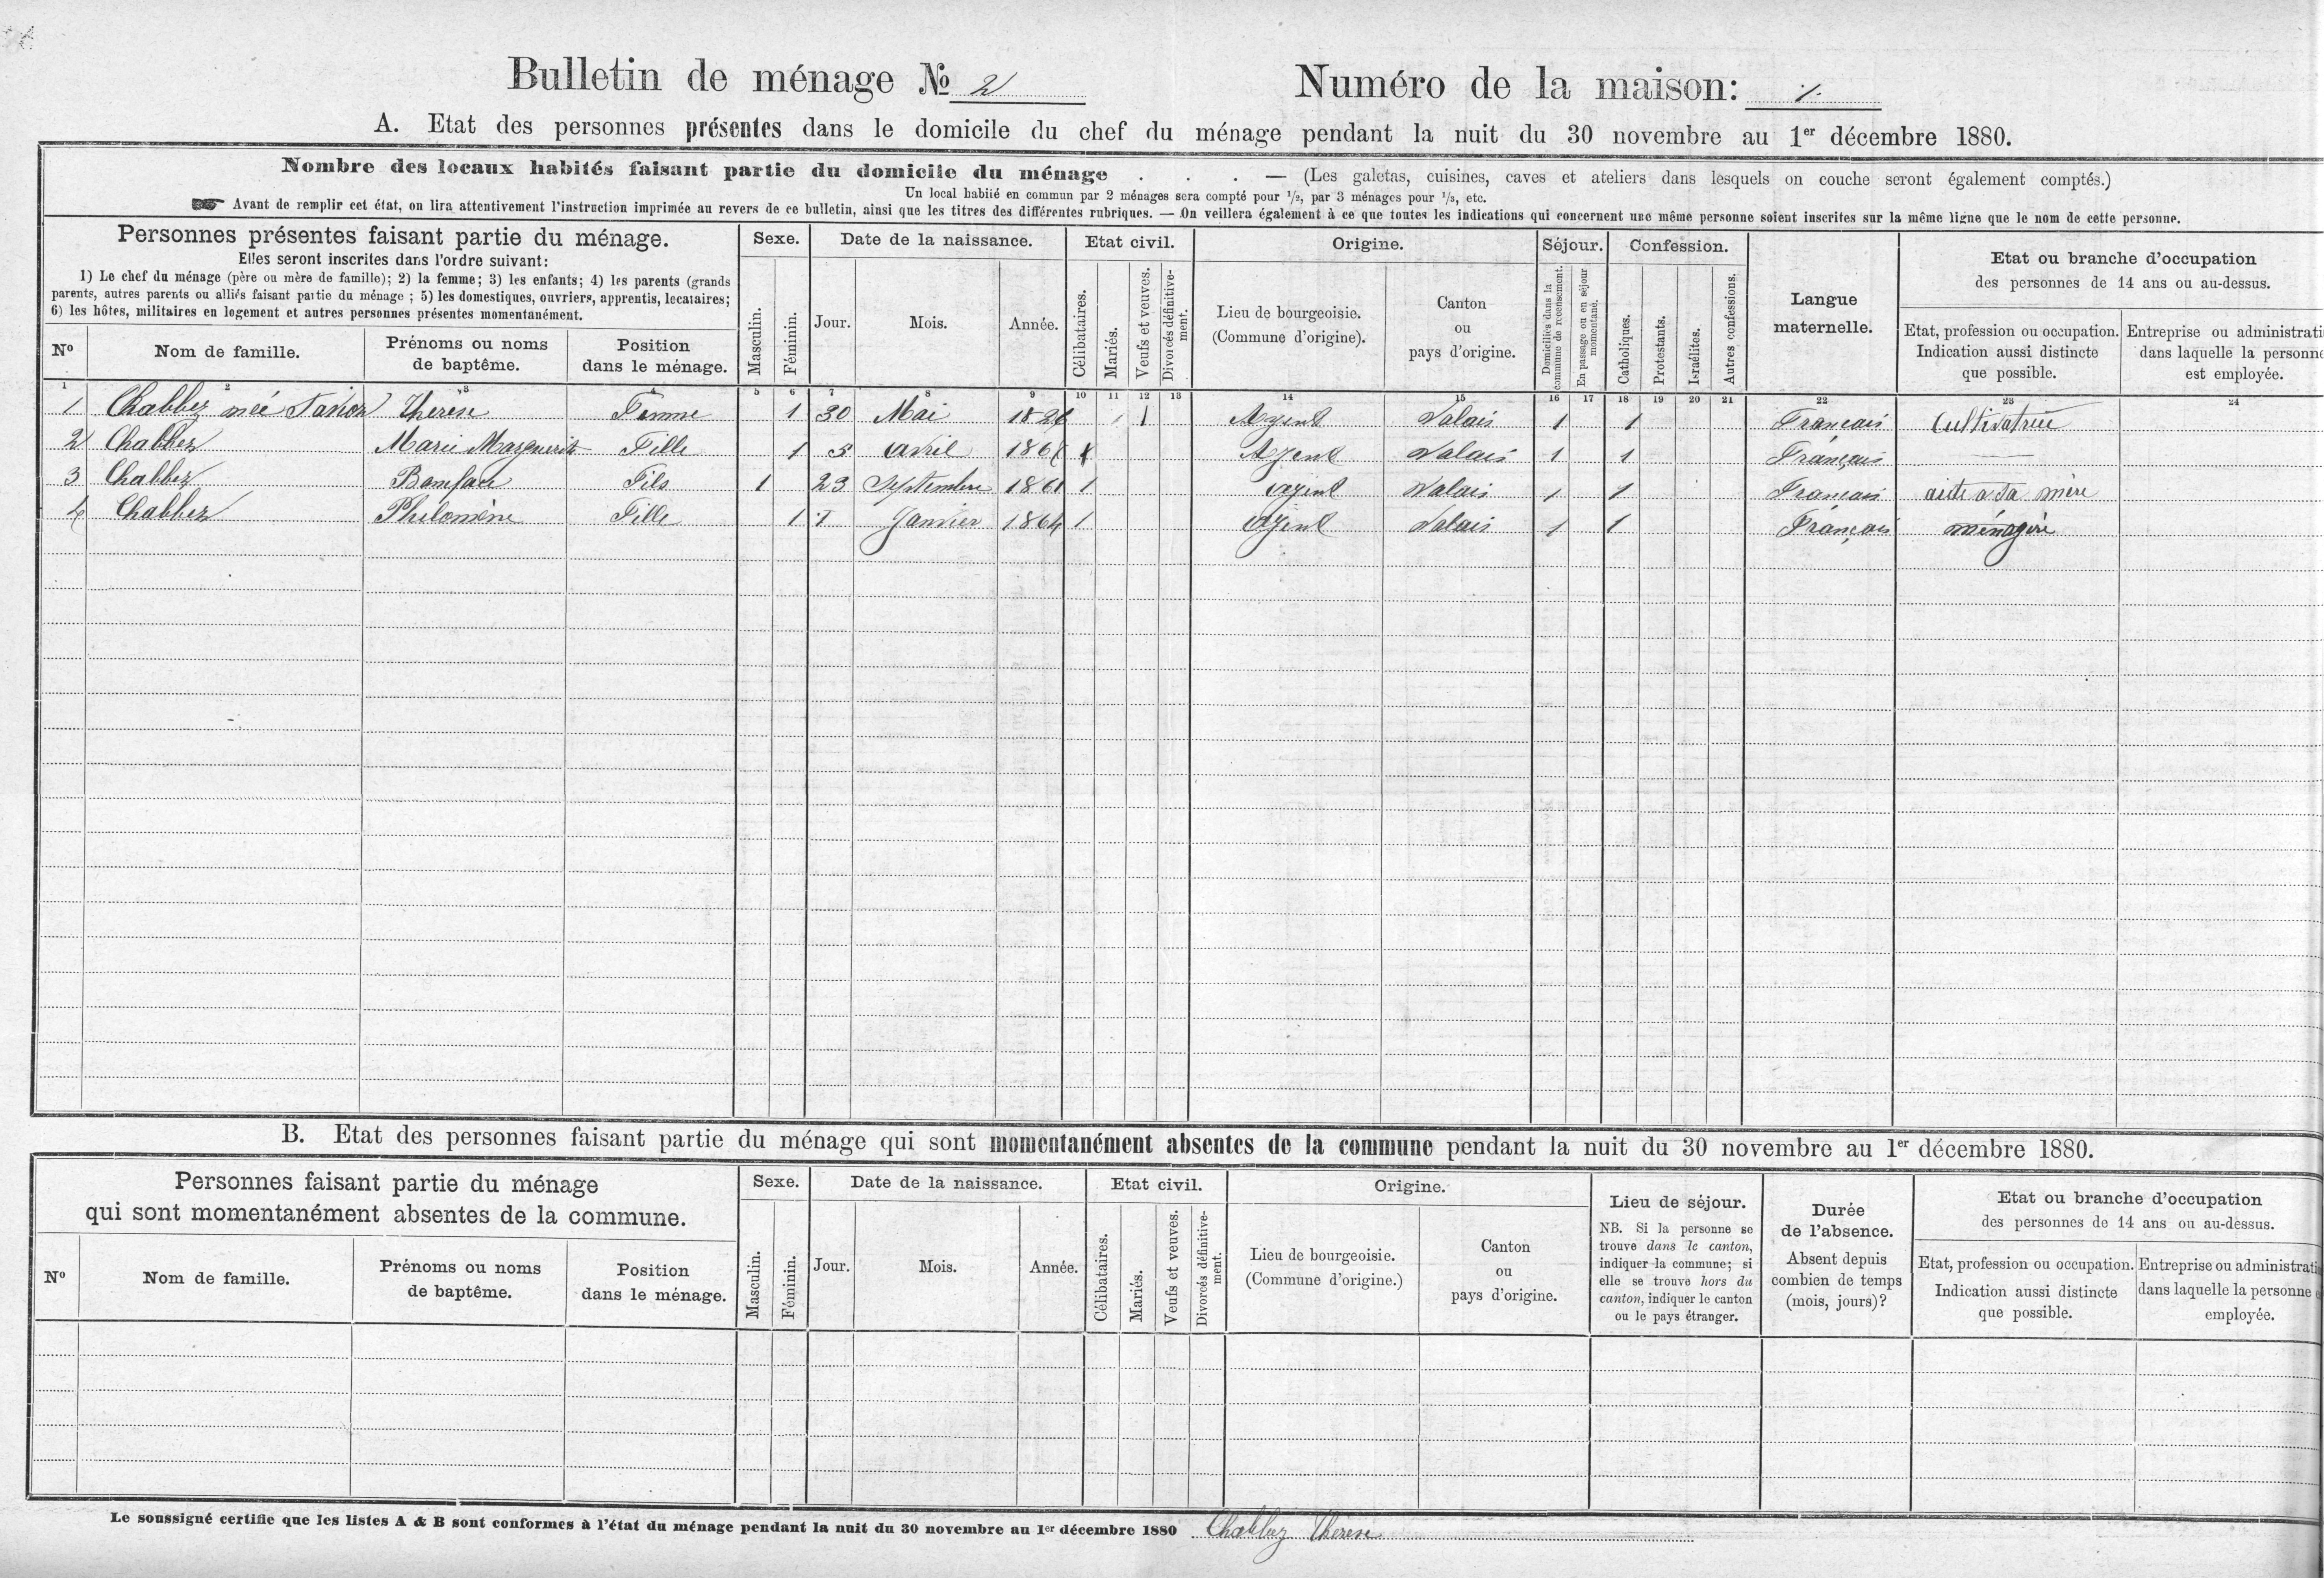 Bulletin de ménage № 2
Numéro de la maison: 1.
A. Etat des personnes présentes dans le domicile du chef du ménage pendant la nuit du 30 novembre au 1er décembre 1880.
Nombre des locaux habités faisant partie du domicile du ménage . . . — (Les galetas, cuisines, caves et ateliers dans lesquels on couche seront également comptés.)
Un local habité en commun par 2 ménages sera compté pour 1/2, par 3 ménages pour 1/3, etc.
☛ Avant de remplir cet état, on lira attentivement l'instruction imprimée au revers de ce bulletin, ainsi que les titres des différentes rubriques. — On veillera également à ce que toutes les indications qui concernent une même personne soient inscrites sur la même ligne que le nom de cette personne.
Personnes présentes faisant partie du ménage.
Elles seront inscrites dans l'ordre suivant:
1) Le chef du ménage (père ou mère de famille); 2) la femme; 3) les enfants; 4) les parents (grands
parents, autres parents ou alliés faisant partie du ménage ; 5) les domestiques, ouvriers, apprentis, locataires;
6) les hôtes, militaires en logement et autres personnes présentes momentanément.
Nº
Nom de famille.
Prénoms ou noms
de baptême.
Position
dans le ménage.
Sexe.
Masculin.
Féminin.
Date de la naissance.
Jour.
Mois.
Année.
Etat civil.
Célibataires.
Mariés.
Veufs et veuves.
Divorcés définitive-
ment.
Origine.
Lieu de bourgeoisie.
(Commune d'origine).
Canton
ou
pays d'origine.
Séjour.
Domiciliés dans la
commune de recensement.
En passage ou en séjour
momentané.
Confession.
Catholiques.
Protestants.
Israélites.
Autres confessions.
Langue
maternelle.
Etat ou branche d'occupation
des personnes de 14 ans ou au-dessus.
Etat, profession ou occupation.
Indication aussi distincte
que possible.
Entreprise ou administrati
dans laquelle la personne
est employée.
1 2 3 4 5 6 7 8 9 10 11 12 13 14 15 16 17 18 19 20 21 22 23 24
1 Chabbez née Therèse Femme 1 30 Mai 1 Ayent Valais 1 1 Francais Cultivatrice
2 Chabbez Marie Marguerite Fille 1 3 avril Ayent Valais 1 1 Français
3 Chabbez Boniface Fils 1 23 Septembre 1861 1 ayent Valais 1 1 Francais aide a sa mère
4 Chabbez Philomène Fille 1 1 Janvier 1864 1 ayent Valais 1 1 Français ménagère
B. Etat des personnes faisant partie du ménage qui sont momentanément absentes de la commune pendant la nuit du 30 novembre au 1er décembre 1880.
Personnes faisant partie du ménage
qui sont momentanément absentes de la commune.
Nº
Nom de famille.
Prénoms ou noms
de baptême.
Position
dans le ménage.
Sexe.
Masculin.
Féminin.
Date de la naissance.
Jour.
Mois.
Année.
Etat civil.
Célibataires.
Mariés.
Veufs et veuves.
Divorcés définitive-
ment.
Origine.
Lieu de bourgeoisie.
(Commune d'origine.)
Canton
ou
pays d'origine.
Lieu de séjour.
NB. Si la personne se
trouve dans le canton,
indiquer la commune; si
elle se trouve hors du
canton, indiquer le canton
ou le pays étranger.
Durée
de l'absence.
Absent depuis
combien de temps
(mois, jours)?
Etat ou branche d'occupation
des personnes de 14 ans ou au-dessus.
Etat, profession ou occupation.
Indication aussi distincte
que possible.
Entreprise ou administrati
dans laquelle la personne e
employée.
Le soussigné certifie que les listes A & B sont conformes à l'état du ménage pendant la nuit du 30 novembre au 1er décembre 1880 Chabbez Therese